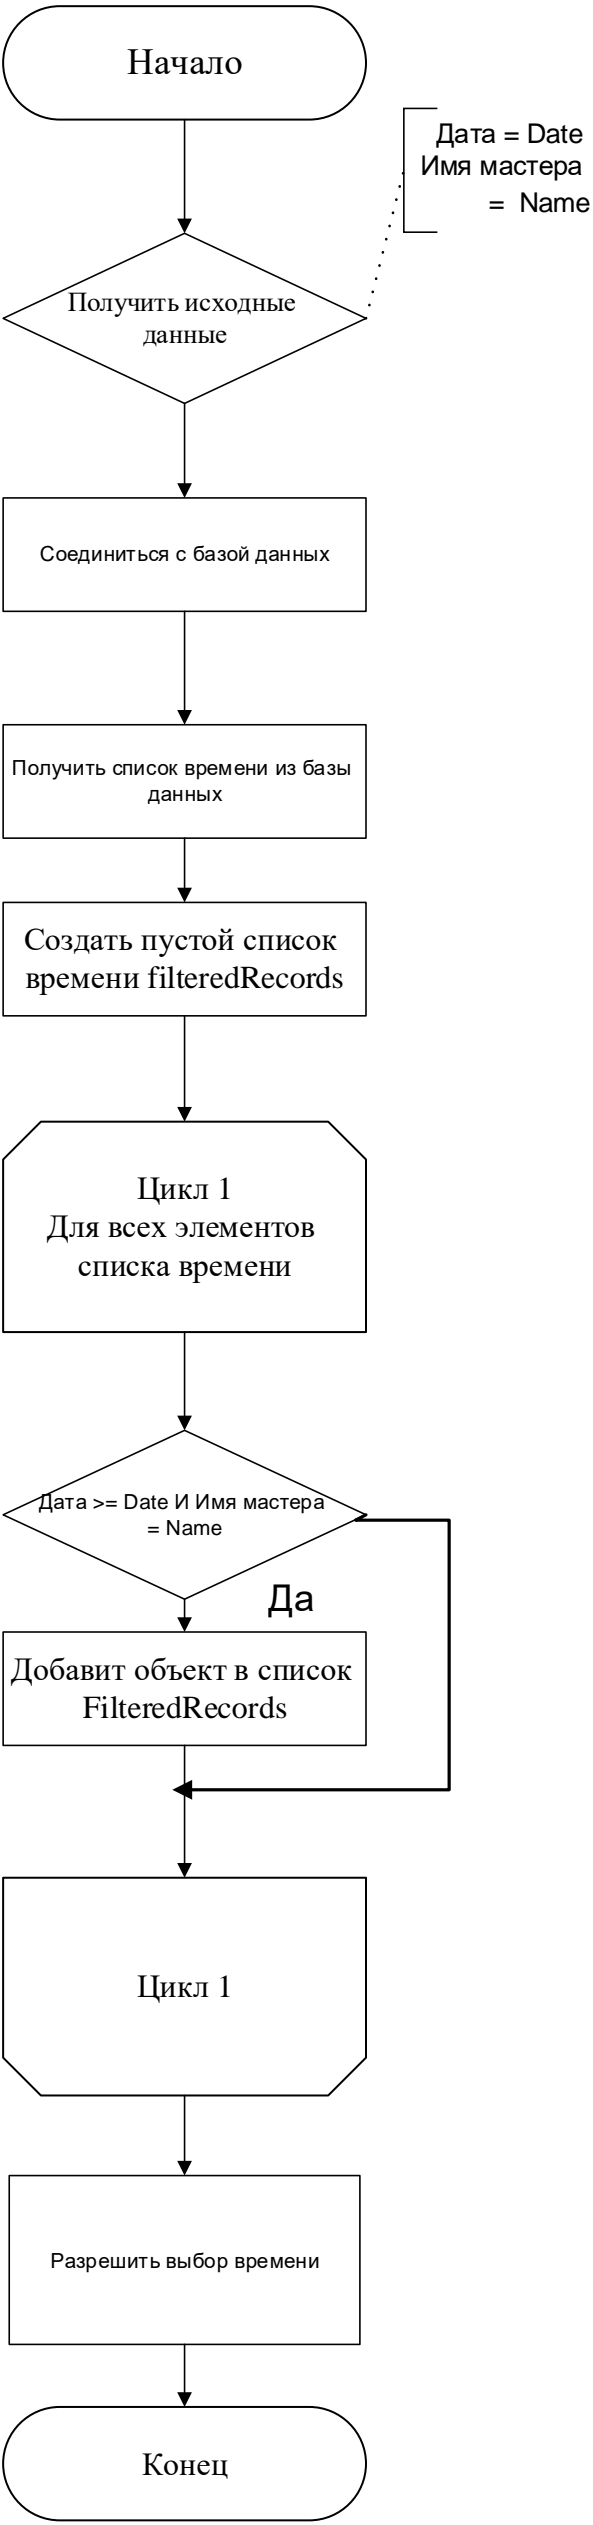 Начало
Дата = Date
Имя мастера
= Name
Получить исходные
данные
Соединиться с базой данных
Получить список времени из базы
данных
Создать пустой список
времени filteredRecords
Цикл 1
Для всех элементов
списка времени
Дата >= Date И Имя мастера
= Name
Да
Добавит объект в список
FilteredRecords
Цикл 1
Разрешить выбор времени
Конец